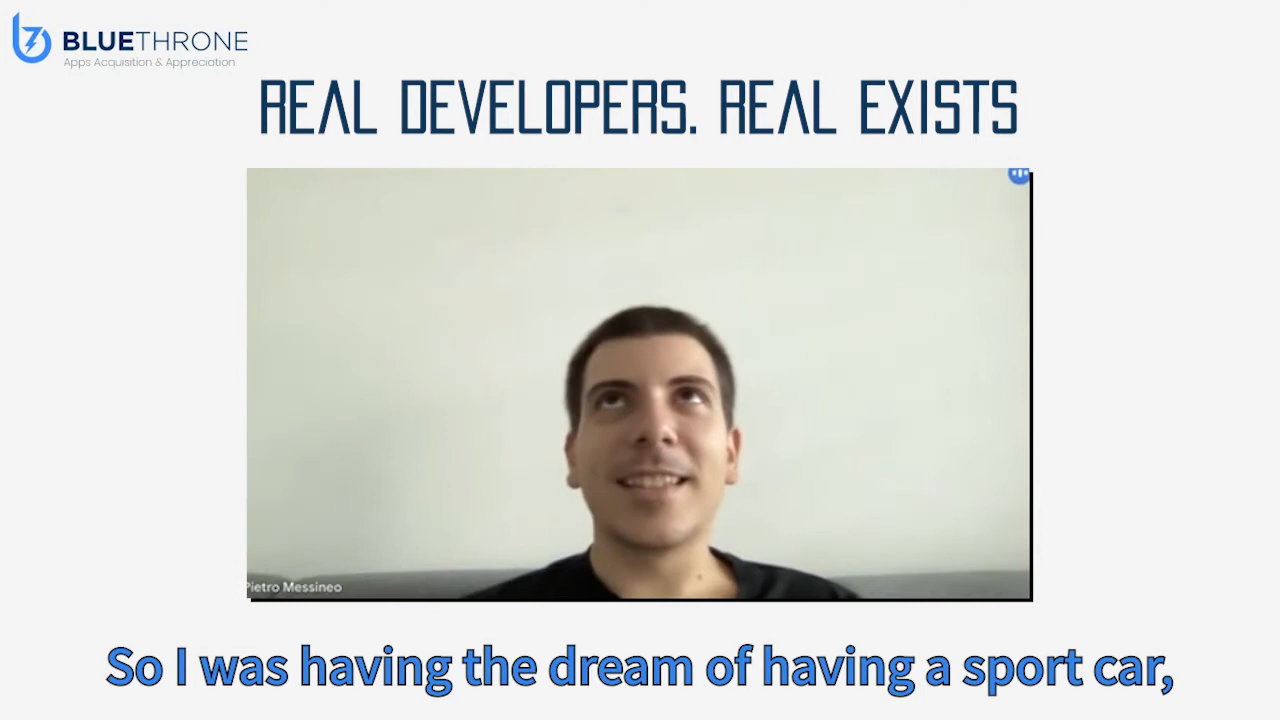 BLUETHRONE
Apps Acquisition & Appreciation
REAL DEVELOPERS. REAL EXISTS
Pietro Messineo
So I was having the dream of having a sport car,